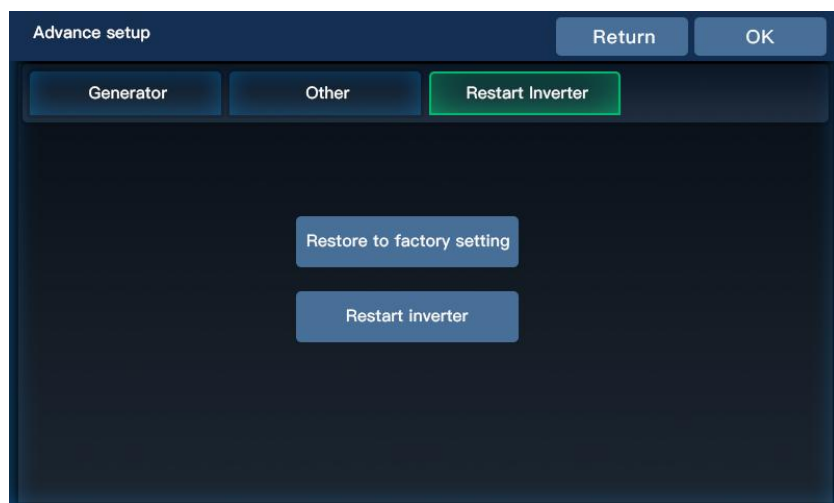 Advance setup
Return
OK
Generator
Other
Restart Inverter
Restore to factory setting
Restart inverter